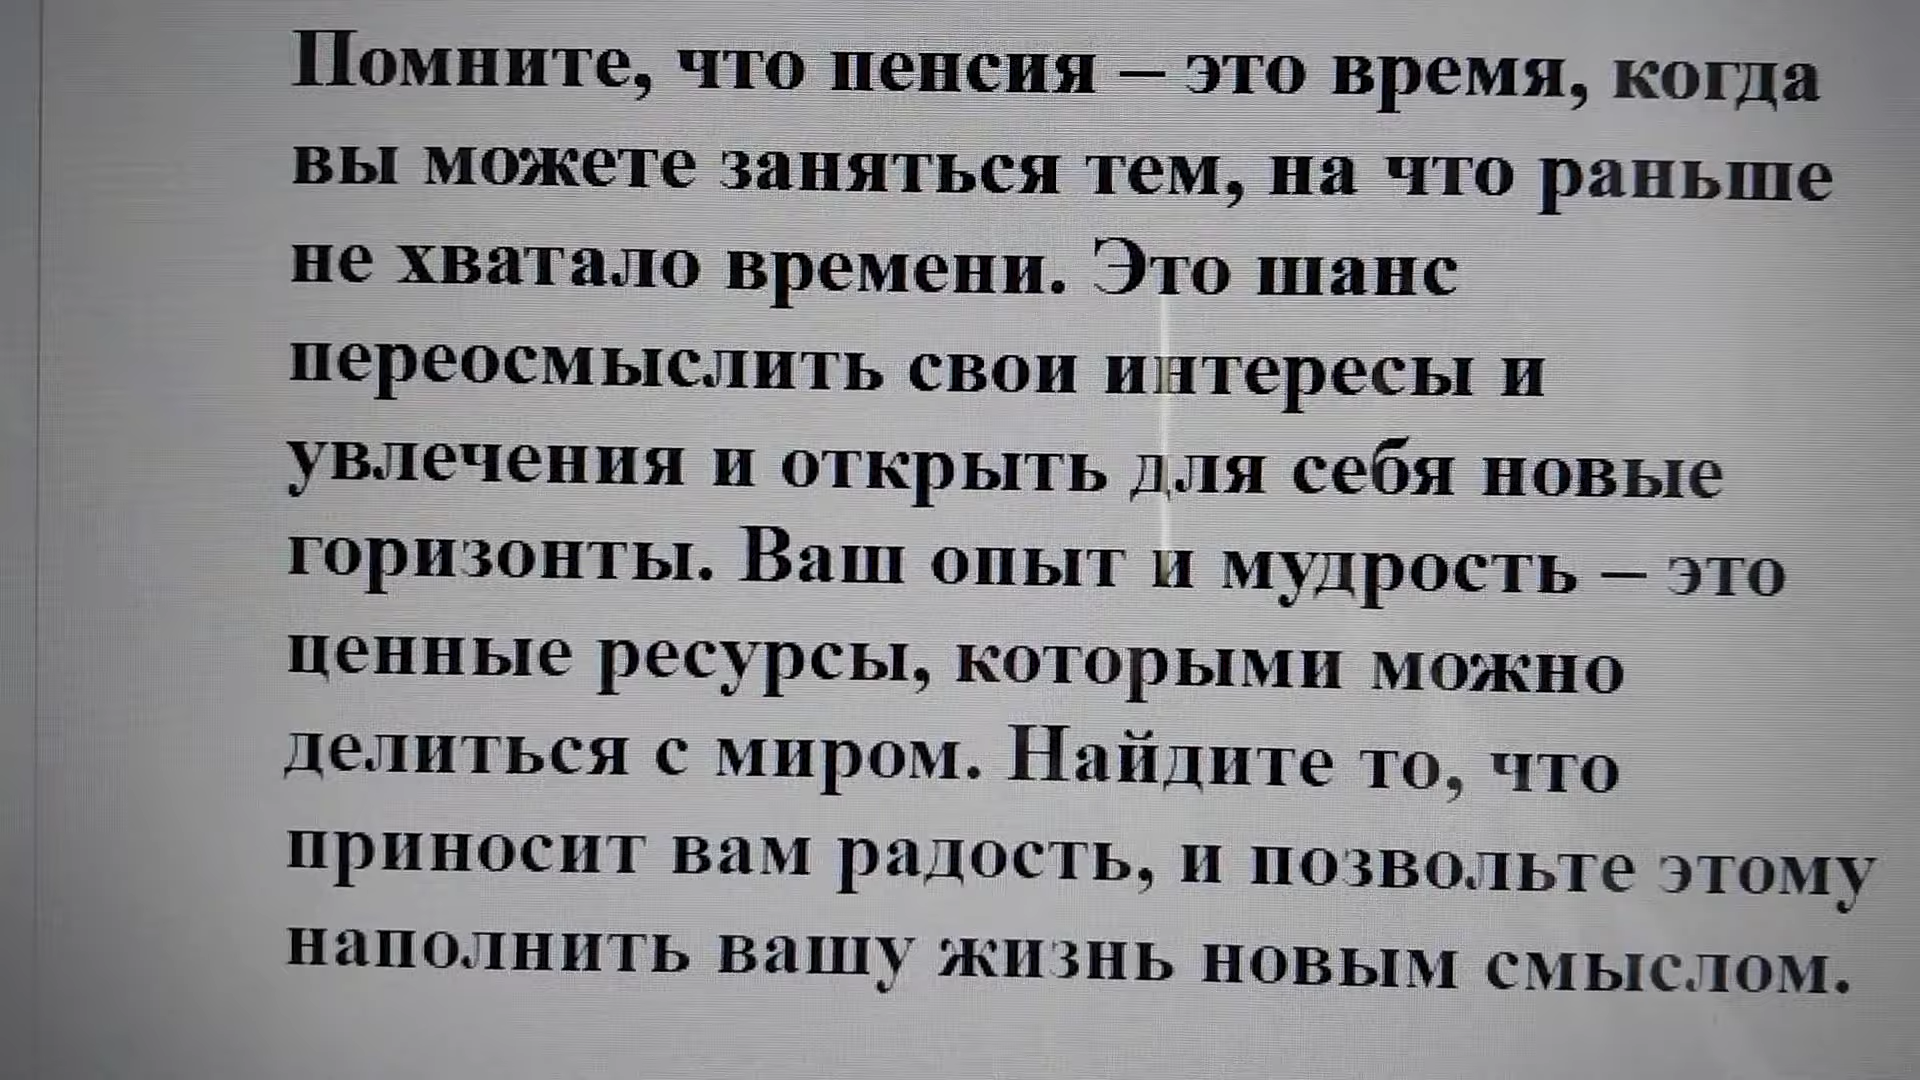 Помните, что пенсия – это время, когда
вы можете заняться тем, на что раньше
не хватало времени. Это шанс
переосмыслить свои интересы и
увлечения и открыть для себя новые
горизонты. Ваш опыт и мудрость – это
ценные ресурсы, которыми можно
делиться с миром. Найдите то, что
приносит вам радость, и позвольте этому
наполнить вашу жизнь новым смыслом.